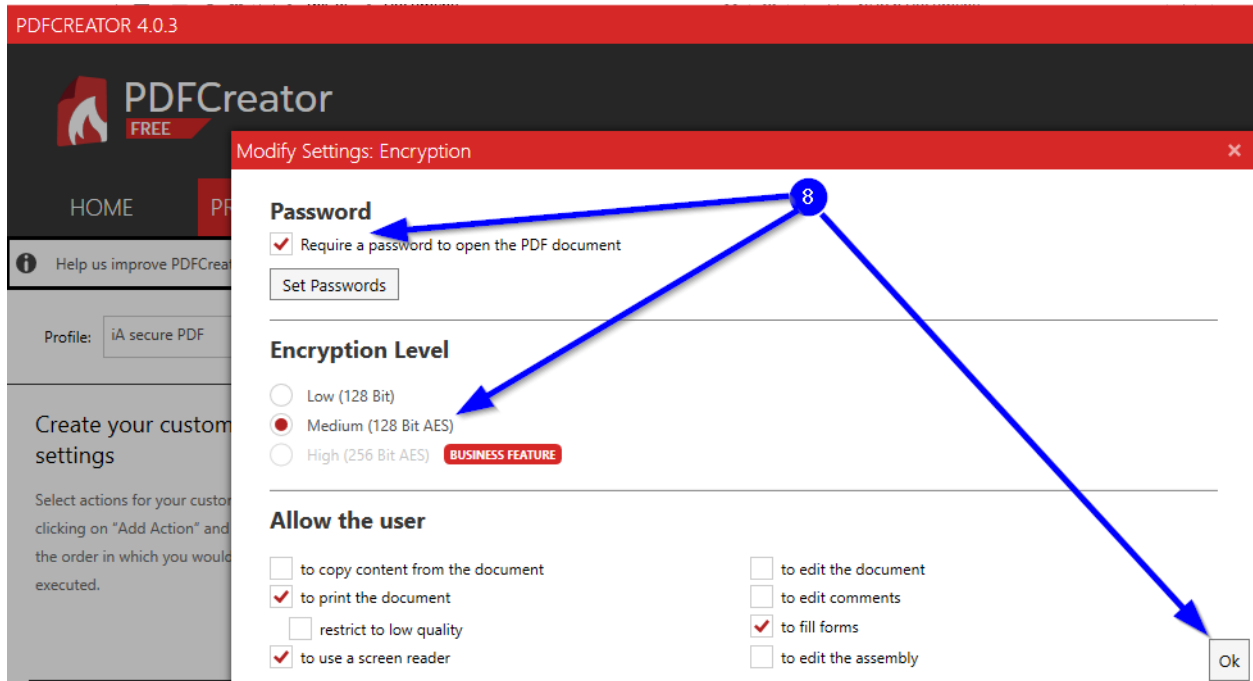 PDFCREATOR 4.0.3
PDFCreator
FREE
Modify Settings: Encryption
HOME
PR
8
Password
Require a password to open the PDF document
Set Passwords
Help us improve PDFCreat
Profile:
iA secure PDF
Encryption Level
Low (128 Bit)
Medium (128 Bit AES)
High (256 Bit AES) BUSINESS FEATURE
Create your custom
settings
Select actions for your custor
clicking on "Add Action" and
the order in which you would
executed.
Allow the user
to copy content from the document
to edit the document
to print the document
to edit comments
restrict to low quality
to fill forms
to use a screen reader
to edit the assembly
Ok